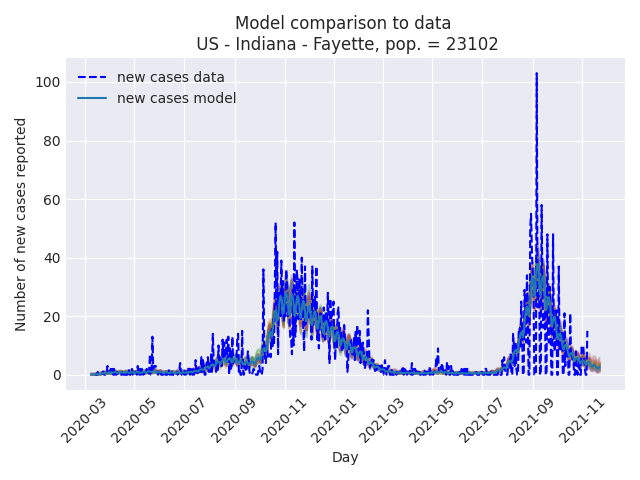 Model comparison to data
US - Indiana - Fayette, pop. = 23102
new cases data
new cases model
Number of new cases reported
100
80
60
40
20
0
2020-03
2020-05
2020-07
2020-09
2020-11
2021-01
2021-03
2021-05
2021-07
2021-09
2021-11
Day